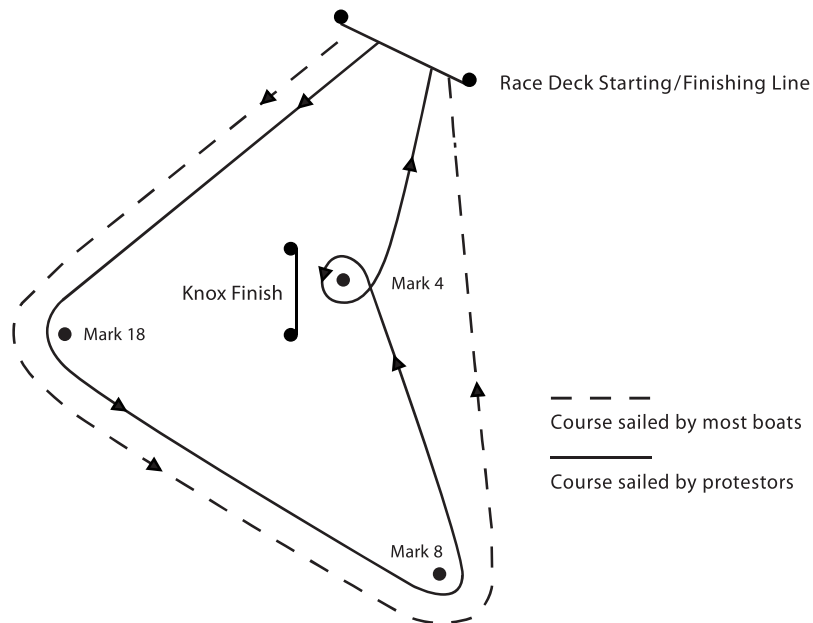 Race Deck Starting/Finishing Line
Knox Finish
Mark 4
Mark 18
Course sailed by most boats
Course sailed by protestors
Mark 8